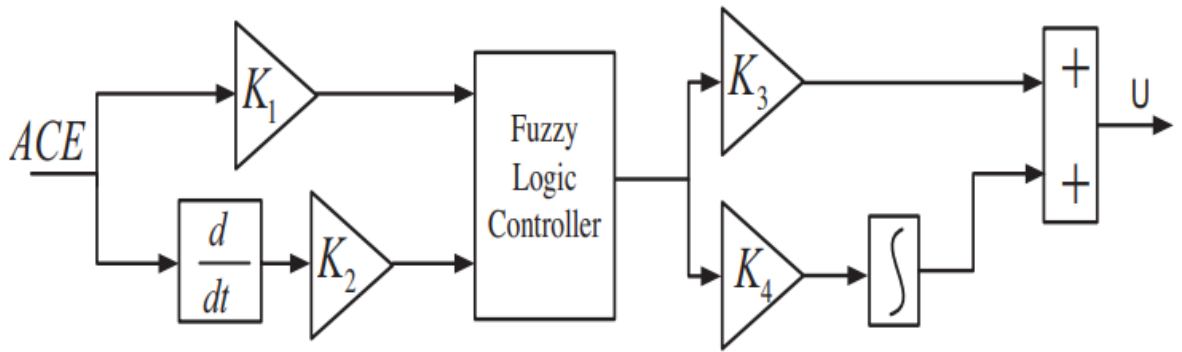 ACE
K1
d
dt
K2
Fuzzy
Logic
Controller
K3
K4
∫
+
+
U